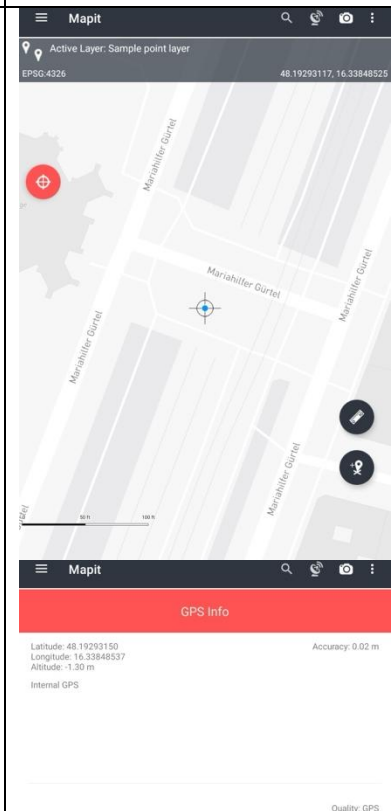 Mapit
Active Layer: Sample point layer
EPSG:4326
48.19293117, 16.33848525
Mariahilfer Gürtel
Mariahilfer Gürtel
Mariahilfer Gürtel
Mariahilfer Gürtel
Mariahilfer Gürtel
50 ft
100 ft
Mapit
GPS Info
Latitude: 48.19293150
Accuracy: 0.02 m
Longitude: 16.33848537
Altitude: -1.30 m
Internal GPS
Quality: GPS